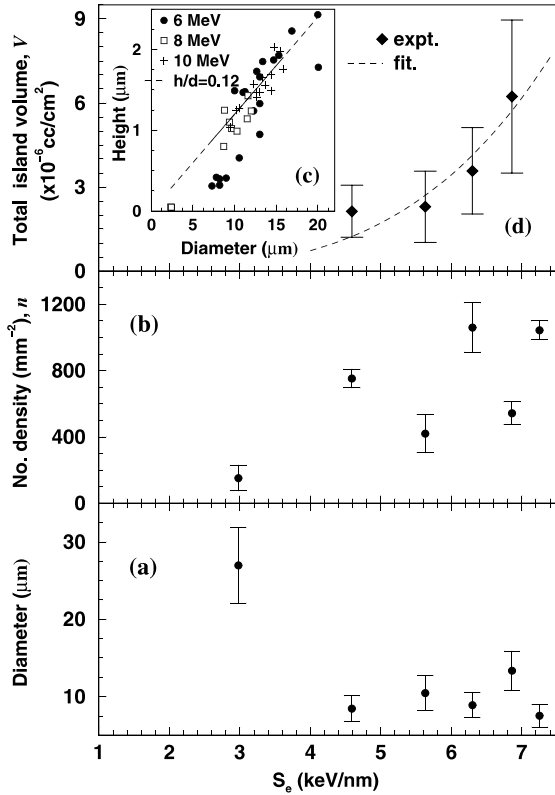 Total island volume, V
(x10⁻⁶cc/cm²)
9
6
3
0
Height (μm)
2
1
0
6 MeV
8 MeV
10 MeV
h/d=0.12
(c)
0 5 10 15 20
Diameter (μm)
expt.
fit.
(d)
No. density (mm⁻²), n
1200
800
400
0
(b)
Diameter (μm)
30
20
10
(a)
1 2 3 4 5 6 7
S_e (keV/nm)